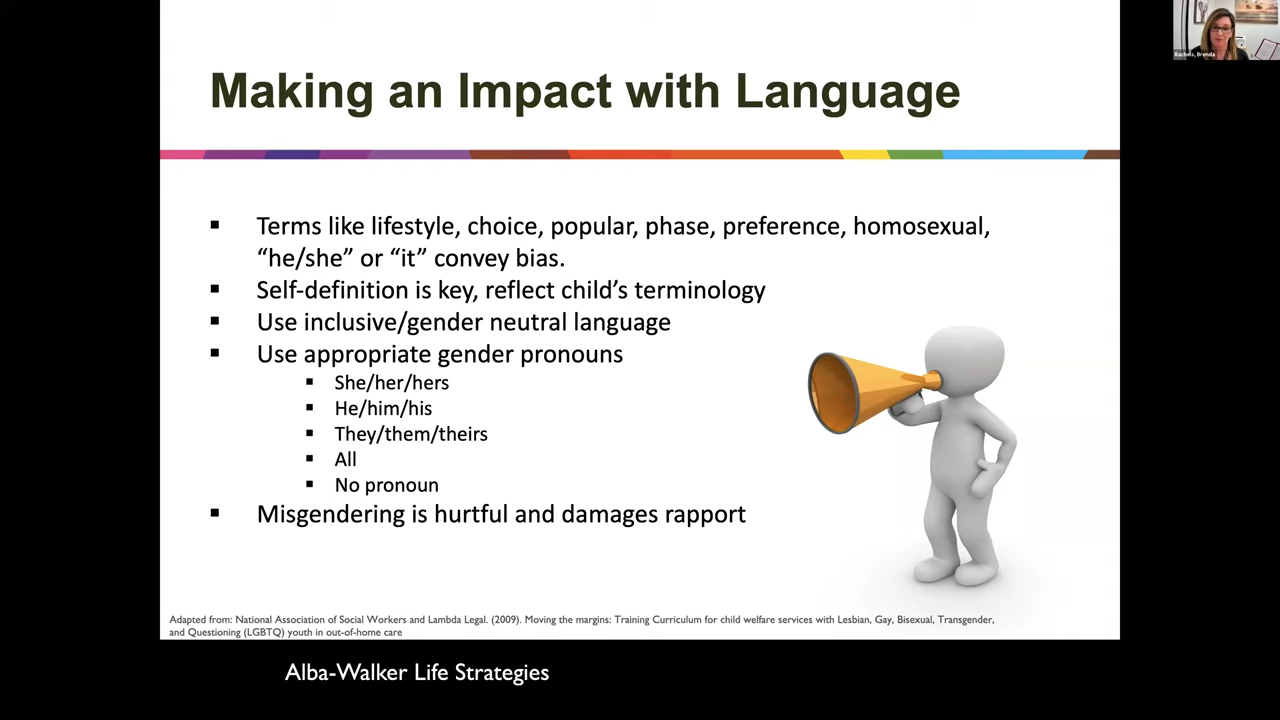 Making an Impact with Language
Rachels, Brenda
▪ Terms like lifestyle, choice, popular, phase, preference, homosexual,
“he/she” or “it” convey bias.
▪ Self-definition is key, reflect child’s terminology
▪ Use inclusive/gender neutral language
▪ Use appropriate gender pronouns
▪ She/her/hers
▪ He/him/his
▪ They/them/theirs
▪ All
▪ No pronoun
▪ Misgendering is hurtful and damages rapport
Adapted from: National Association of Social Workers and Lambda Legal. (2009). Moving the margins: Training Curriculum for child welfare services with Lesbian, Gay, Bisexual, Transgender,
and Questioning (LGBTQ) youth in out-of-home care
Alba-Walker Life Strategies